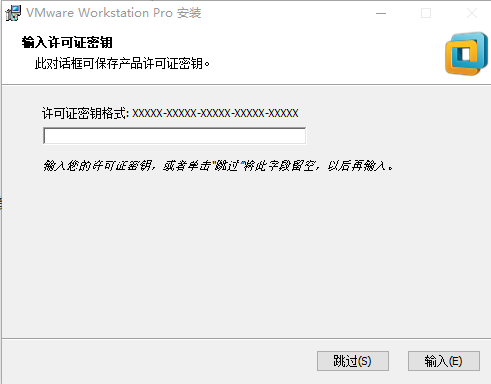 VMware Workstation Pro 安装
输入许可证密钥
此对话框可保存产品许可证密钥。
许可证密钥格式: XXXXX-XXXXX-XXXXX-XXXXX-XXXXX
输入您的许可证密钥，或者单击"跳过"将此字段留空，以后再输入。
跳过(S) 输入(E)